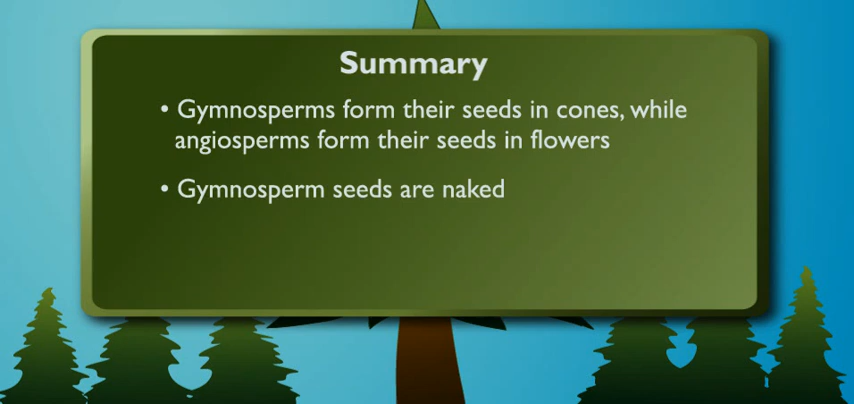 Summary
• Gymnosperms form their seeds in cones, while
angiosperms form their seeds in flowers
• Gymnosperm seeds are naked